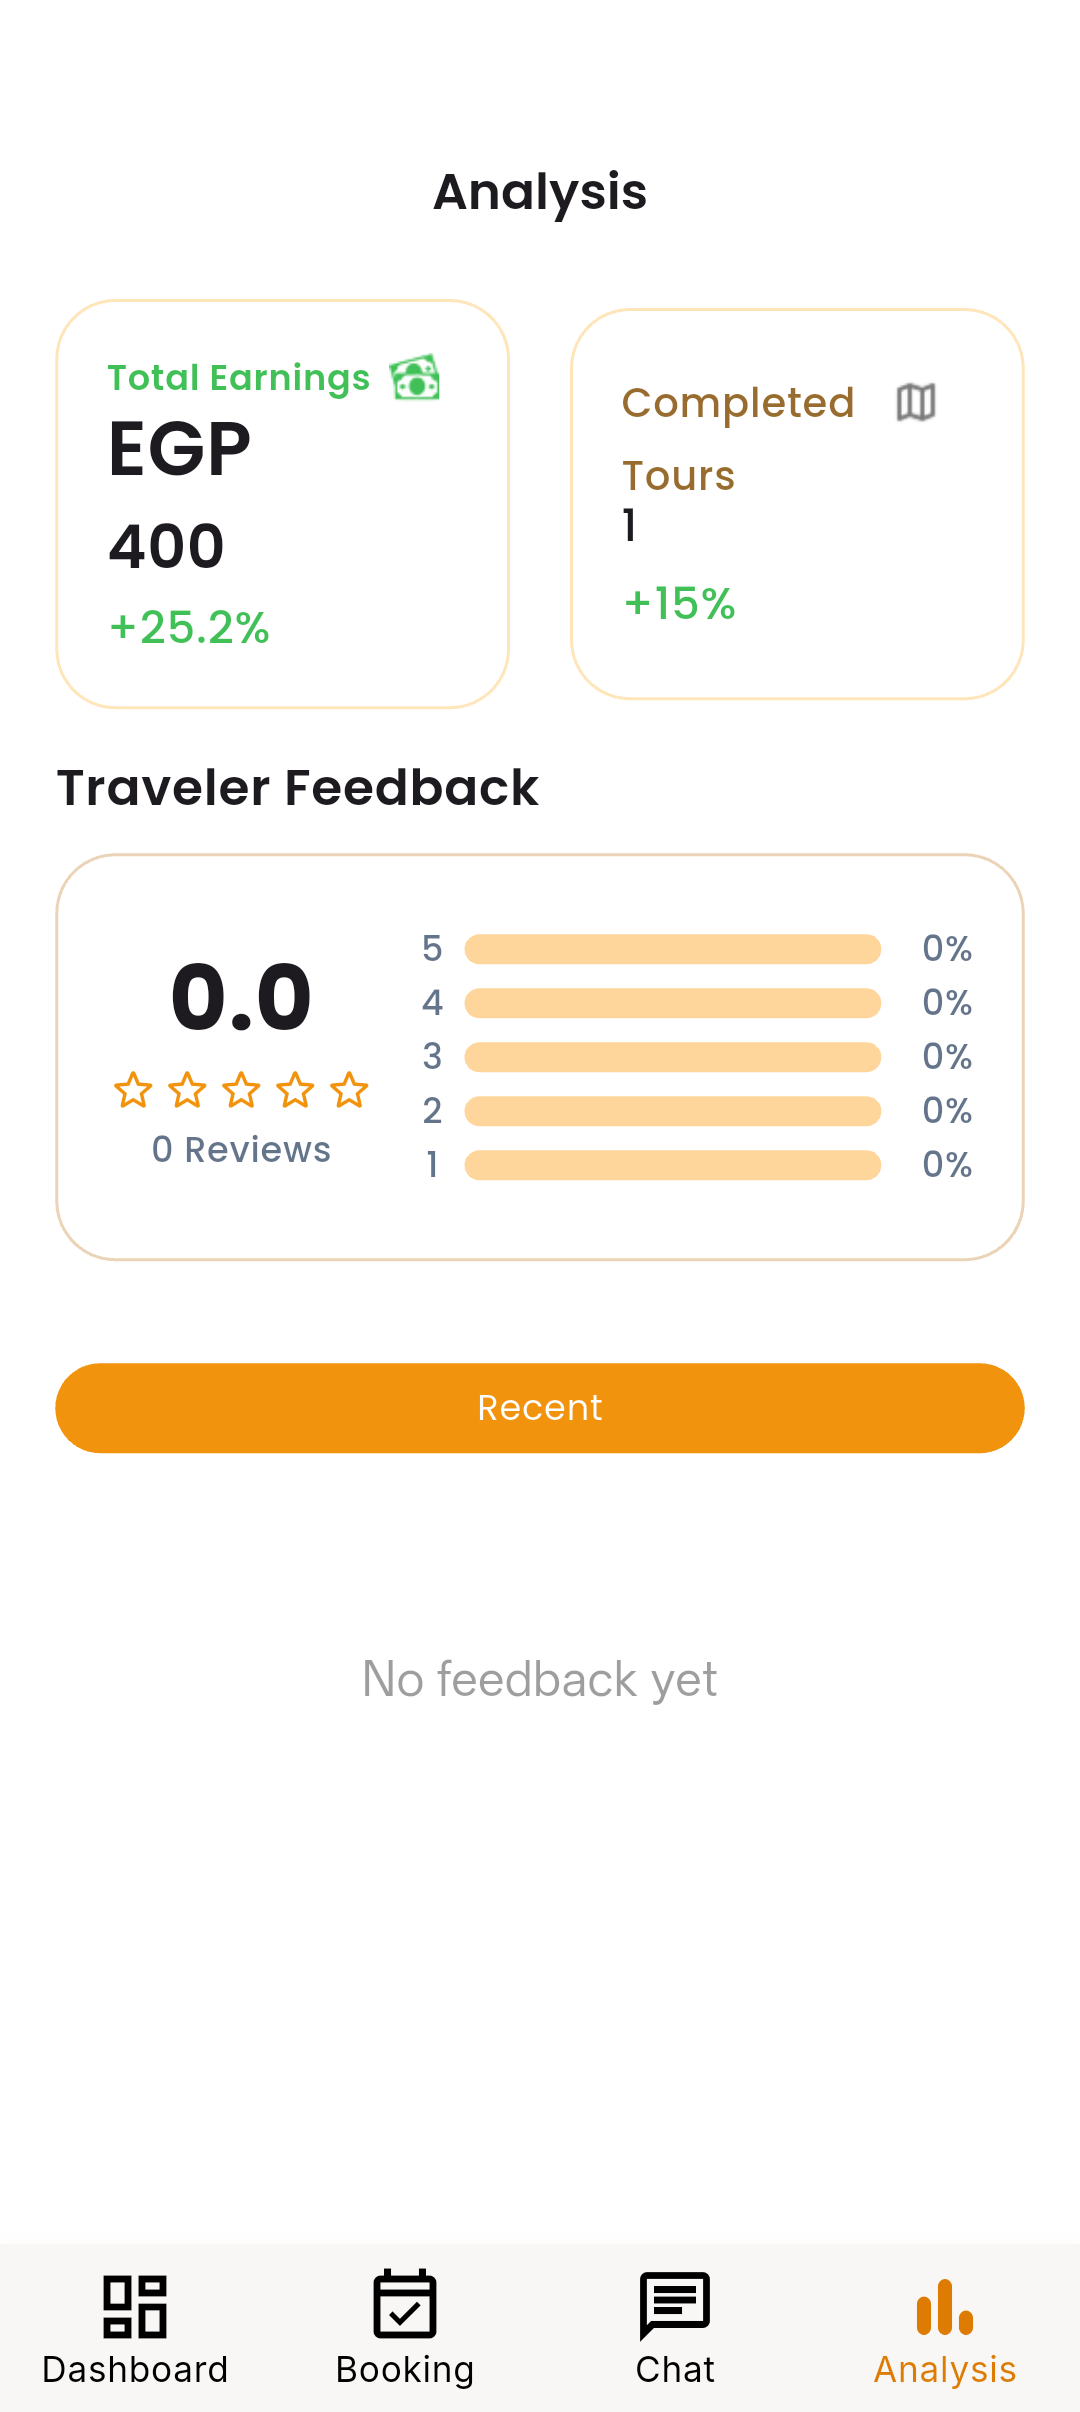 Analysis
Total Earnings
EGP
400
+25.2%
Completed
Tours
1
+15%
Traveler Feedback
0.0
0 Reviews
5 0%
4 0%
3 0%
2 0%
1 0%
Recent
No feedback yet
Dashboard
Booking
Chat
Analysis